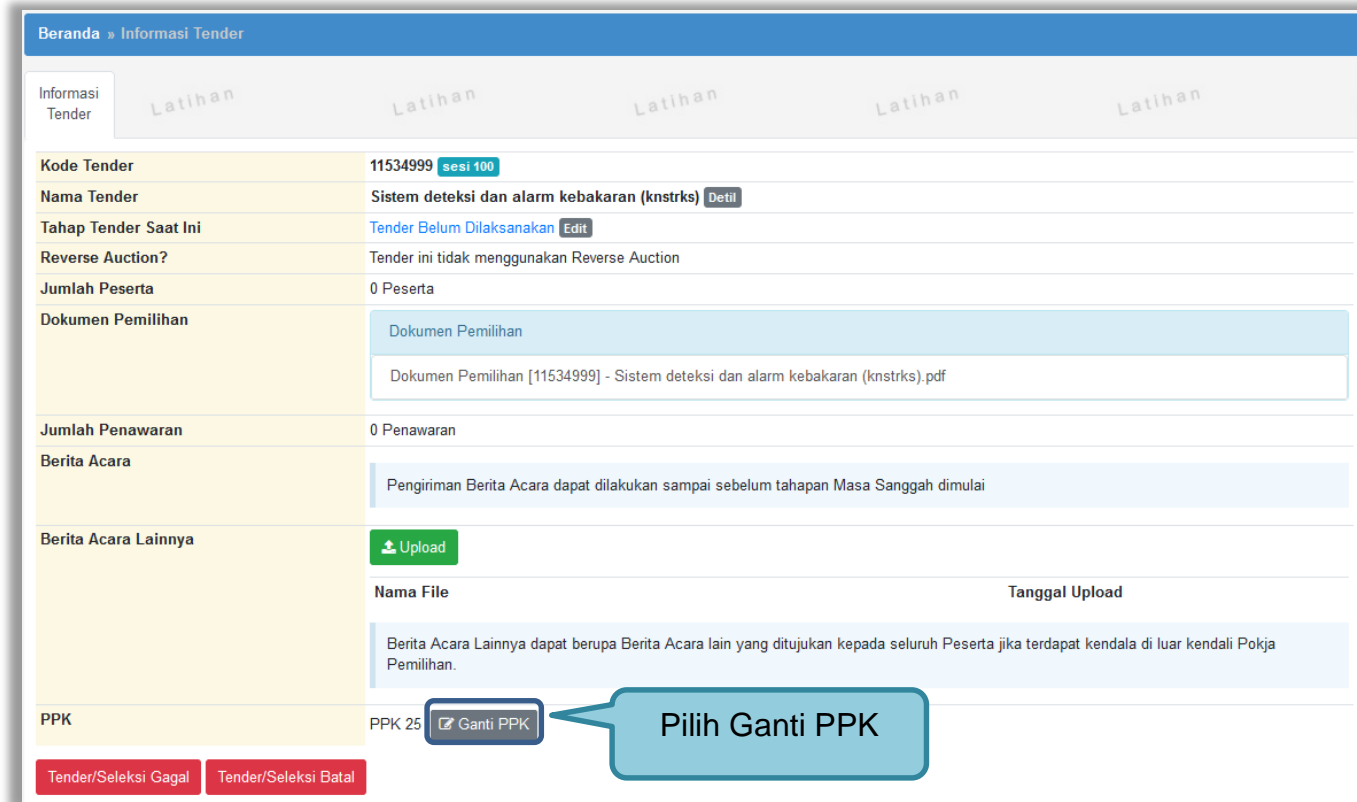 Beranda » Informasi Tender
Informasi
Tender
Latihan Latihan Latihan Latihan Latihan
Kode Tender 11534999 sesi 100
Nama Tender Sistem deteksi dan alarm kebakaran (knstrks) Detil
Tahap Tender Saat Ini Tender Belum Dilaksanakan Edit
Reverse Auction? Tender ini tidak menggunakan Reverse Auction
Jumlah Peserta 0 Peserta
Dokumen Pemilihan Dokumen Pemilihan
Dokumen Pemilihan [11534999] - Sistem deteksi dan alarm kebakaran (knstrks).pdf
Jumlah Penawaran 0 Penawaran
Berita Acara
Pengiriman Berita Acara dapat dilakukan sampai sebelum tahapan Masa Sanggah dimulai
Berita Acara Lainnya Upload
Nama File Tanggal Upload
Berita Acara Lainnya dapat berupa Berita Acara lain yang ditujukan kepada seluruh Peserta jika terdapat kendala di luar kendali Pokja
Pemilihan.
PPK PPK 25 Ganti PPK Pilih Ganti PPK
Tender/Seleksi Gagal Tender/Seleksi Batal